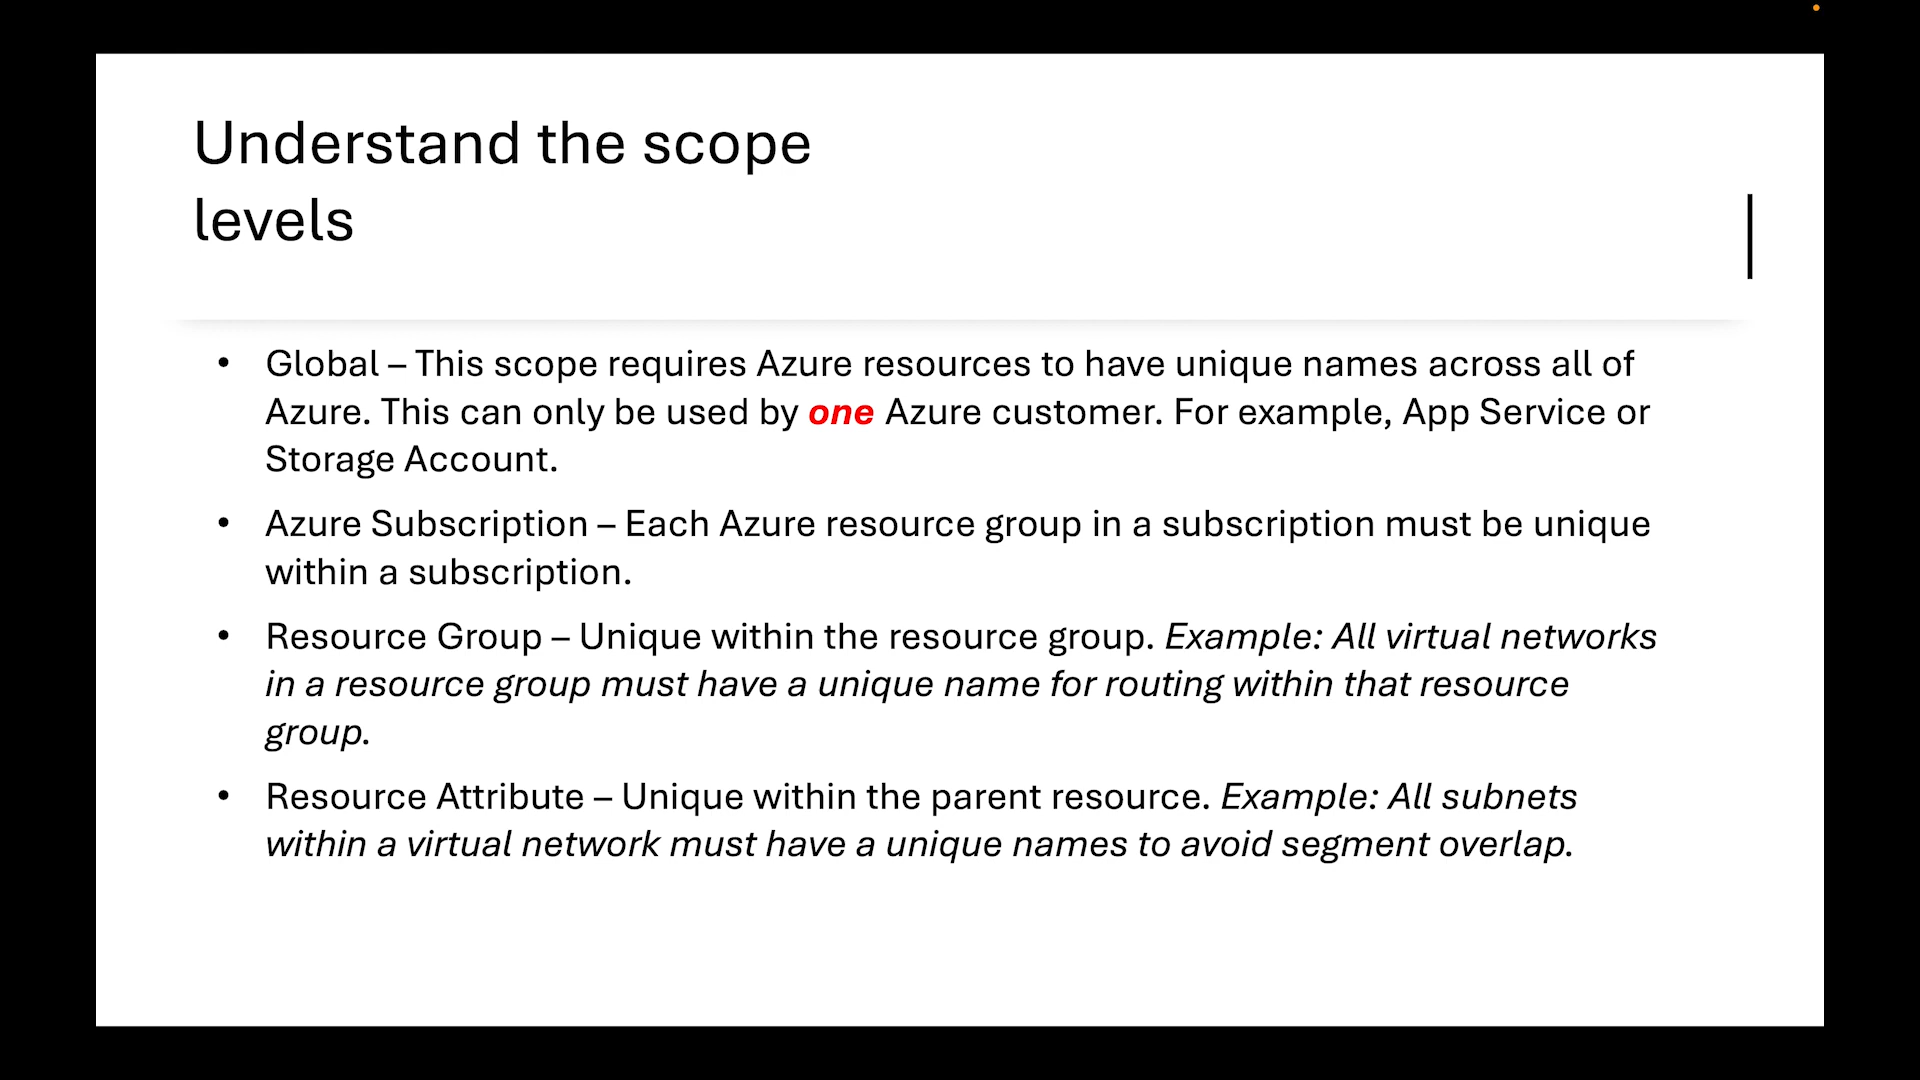 Understand the scope
levels
• Global – This scope requires Azure resources to have unique names across all of
Azure. This can only be used by one Azure customer. For example, App Service or
Storage Account.
• Azure Subscription – Each Azure resource group in a subscription must be unique
within a subscription.
• Resource Group – Unique within the resource group. Example: All virtual networks
in a resource group must have a unique name for routing within that resource
group.
• Resource Attribute – Unique within the parent resource. Example: All subnets
within a virtual network must have a unique names to avoid segment overlap.